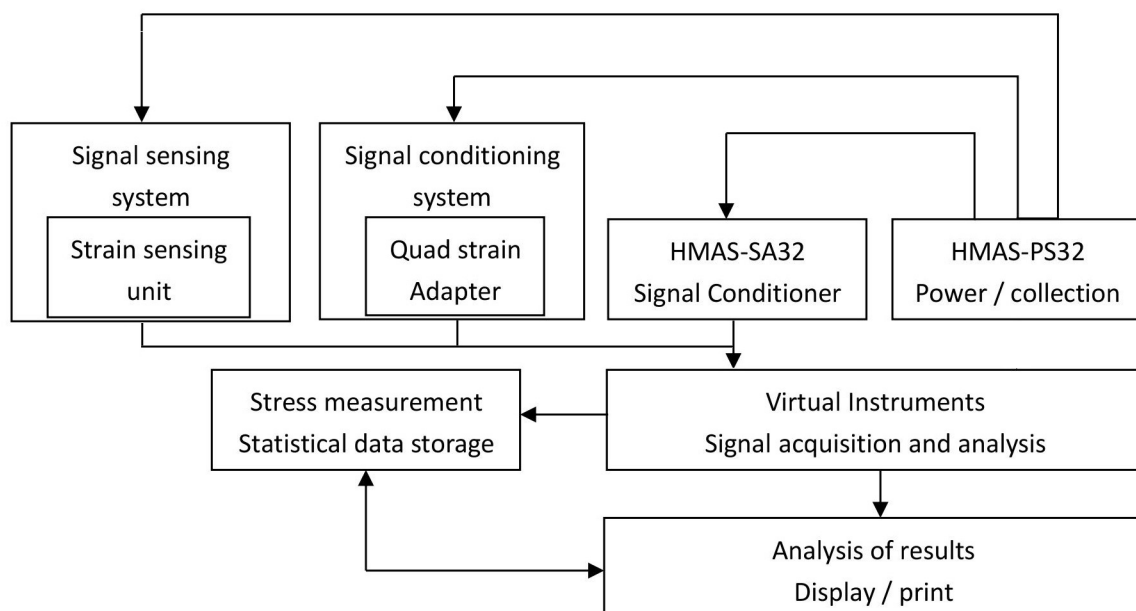 Signal sensing
system
Strain sensing
unit
Signal conditioning
system
Quad strain
Adapter
HMAS-SA32
Signal Conditioner
HMAS-PS32
Power / collection
Stress measurement
Statistical data storage
Virtual Instruments
Signal acquisition and analysis
Analysis of results
Display / print